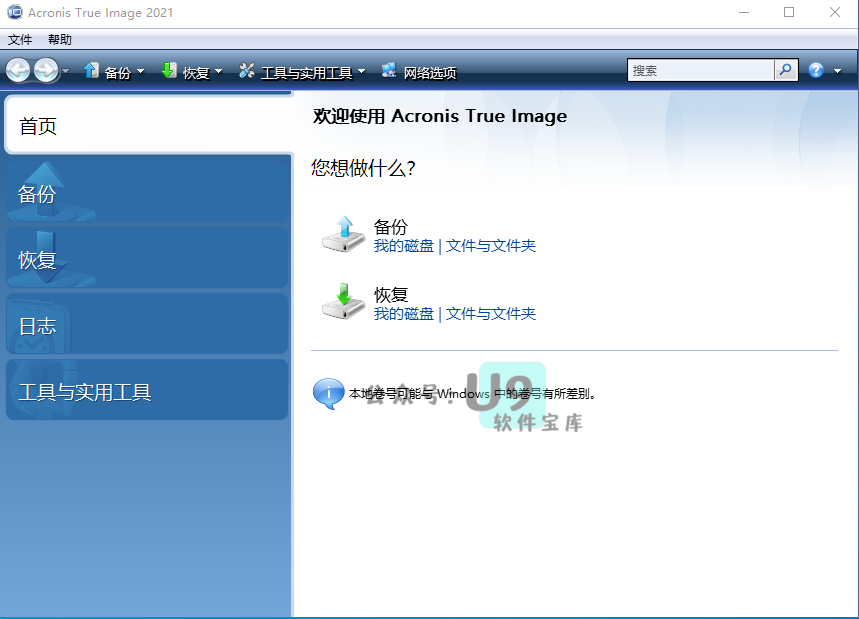 Acronis True Image 2021
文件 帮助
备份 恢复 工具与实用工具 网络选项 搜索
首页
备份
恢复
日志
工具与实用工具
欢迎使用 Acronis True Image
您想做什么?
备份
我的磁盘 | 文件与文件夹
恢复
我的磁盘 | 文件与文件夹
本地卷号可能与 Windows 中的卷号有所差别。
公众号: U9
软件宝库